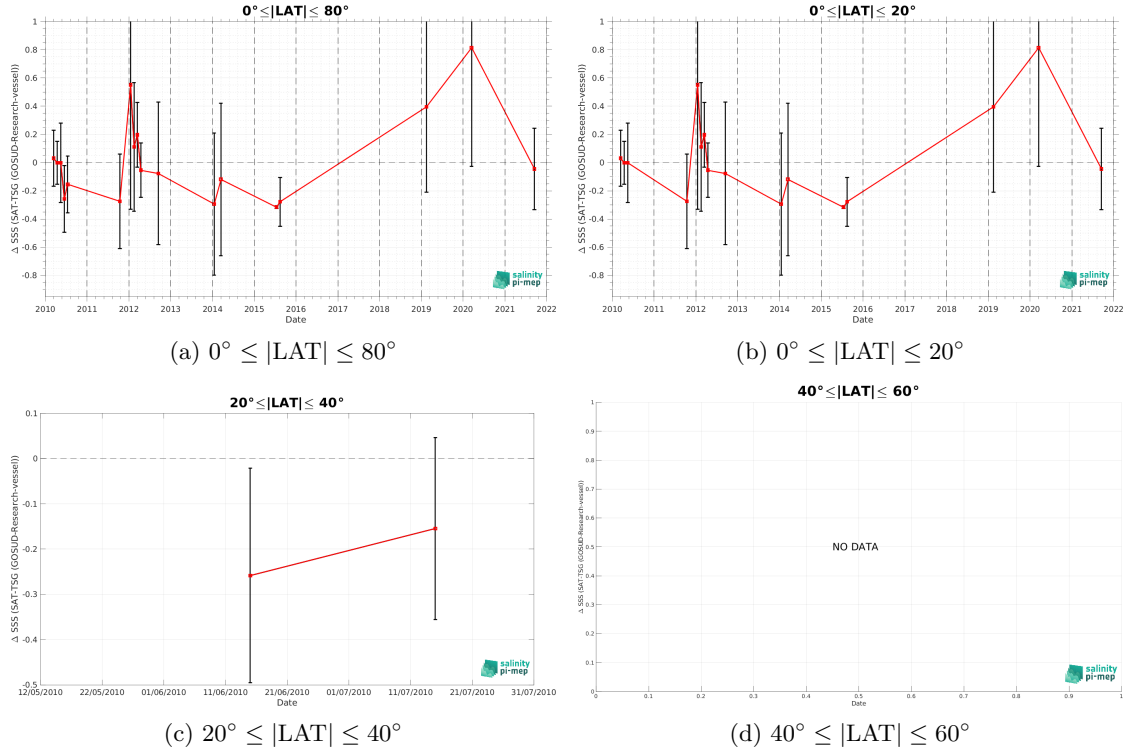 0°≤|LAT|≤ 80°
Δ SSS (SAT-TSG (GOSUD-Research-vessel))
1
0.8
0.6
0.4
0.2
0
-0.2
-0.4
-0.6
-0.8
2010 2011 2012 2013 2014 2015 2016 2017 2018 2019 2020 2021 2022
Date
salinity
pi-mep
(a) 0° ≤ |LAT| ≤ 80°
0°≤|LAT|≤ 20°
Δ SSS (SAT-TSG (GOSUD-Research-vessel))
1
0.8
0.6
0.4
0.2
0
-0.2
-0.4
-0.6
-0.8
2010 2011 2012 2013 2014 2015 2016 2017 2018 2019 2020 2021 2022
Date
salinity
pi-mep
(b) 0° ≤ |LAT| ≤ 20°
20°≤|LAT|≤ 40°
Δ SSS (SAT-TSG (GOSUD-Research-vessel))
0.1
0
-0.1
-0.2
-0.3
-0.4
-0.5
12/05/2010 22/05/2010 01/06/2010 11/06/2010 21/06/2010 01/07/2010 11/07/2010 21/07/2010 31/07/2010
Date
salinity
pi-mep
(c) 20° ≤ |LAT| ≤ 40°
40°≤|LAT|≤ 60°
Δ SSS (SAT-TSG (GOSUD-Research-vessel))
1
0.9
0.8
0.7
0.6
0.5
0.4
0.3
0.2
0.1
0
NO DATA
0 0.1 0.2 0.3 0.4 0.5 0.6 0.7 0.8 0.9 1
Date
salinity
pi-mep
(d) 40° ≤ |LAT| ≤ 60°